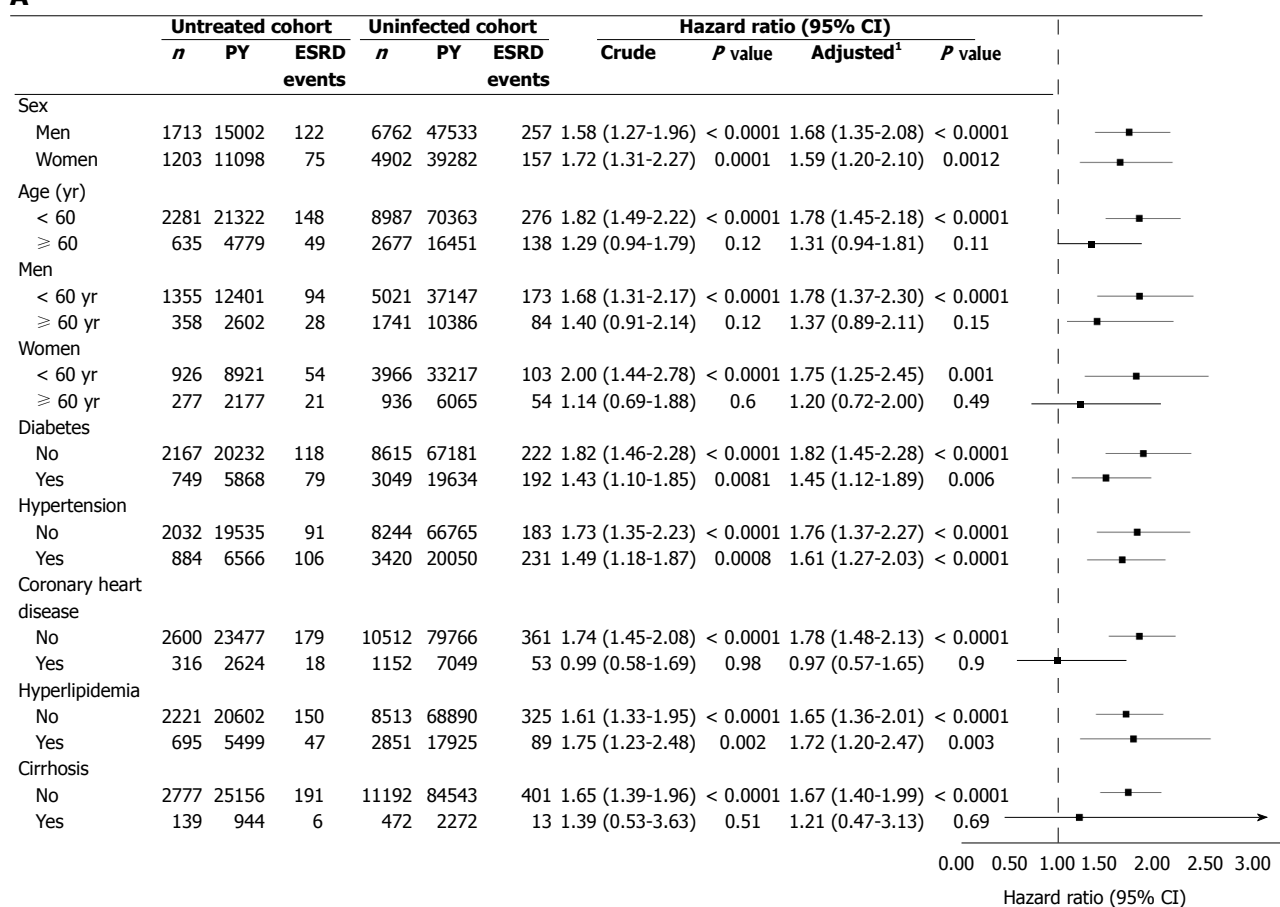 A
Untreated cohort Uninfected cohort Hazard ratio (95% CI)
n PY ESRD n PY ESRD Crude P value Adjusted¹ P value
events events
Sex
Men 1713 15002 122 6762 47533 257 1.58 (1.27-1.96) < 0.0001 1.68 (1.35-2.08) < 0.0001
Women 1203 11098 75 4902 39282 157 1.72 (1.31-2.27) 0.0001 1.59 (1.20-2.10) 0.0012
Age (yr)
< 60 2281 21322 148 8987 70363 276 1.82 (1.49-2.22) < 0.0001 1.78 (1.45-2.18) < 0.0001
⩾ 60 635 4779 49 2677 16451 138 1.29 (0.94-1.79) 0.12 1.31 (0.94-1.81) 0.11
Men
< 60 yr 1355 12401 94 5021 37147 173 1.68 (1.31-2.17) < 0.0001 1.78 (1.37-2.30) < 0.0001
⩾ 60 yr 358 2602 28 1741 10386 84 1.40 (0.91-2.14) 0.12 1.37 (0.89-2.11) 0.15
Women
< 60 yr 926 8921 54 3966 33217 103 2.00 (1.44-2.78) < 0.0001 1.75 (1.25-2.45) 0.001
⩾ 60 yr 277 2177 21 936 6065 54 1.14 (0.69-1.88) 0.6 1.20 (0.72-2.00) 0.49
Diabetes
No 2167 20232 118 8615 67181 222 1.82 (1.46-2.28) < 0.0001 1.82 (1.45-2.28) < 0.0001
Yes 749 5868 79 3049 19634 192 1.43 (1.10-1.85) 0.0081 1.45 (1.12-1.89) 0.006
Hypertension
No 2032 19535 91 8244 66765 183 1.73 (1.35-2.23) < 0.0001 1.76 (1.37-2.27) < 0.0001
Yes 884 6566 106 3420 20050 231 1.49 (1.18-1.87) 0.0008 1.61 (1.27-2.03) < 0.0001
Coronary heart
disease
No 2600 23477 179 10512 79766 361 1.74 (1.45-2.08) < 0.0001 1.78 (1.48-2.13) < 0.0001
Yes 316 2624 18 1152 7049 53 0.99 (0.58-1.69) 0.98 0.97 (0.57-1.65) 0.9
Hyperlipidemia
No 2221 20602 150 8513 68890 325 1.61 (1.33-1.95) < 0.0001 1.65 (1.36-2.01) < 0.0001
Yes 695 5499 47 2851 17925 89 1.75 (1.23-2.48) 0.002 1.72 (1.20-2.47) 0.003
Cirrhosis
No 2777 25156 191 11192 84543 401 1.65 (1.39-1.96) < 0.0001 1.67 (1.40-1.99) < 0.0001
Yes 139 944 6 472 2272 13 1.39 (0.53-3.63) 0.51 1.21 (0.47-3.13) 0.69
0.00 0.50 1.00 1.50 2.00 2.50 3.00
Hazard ratio (95% CI)